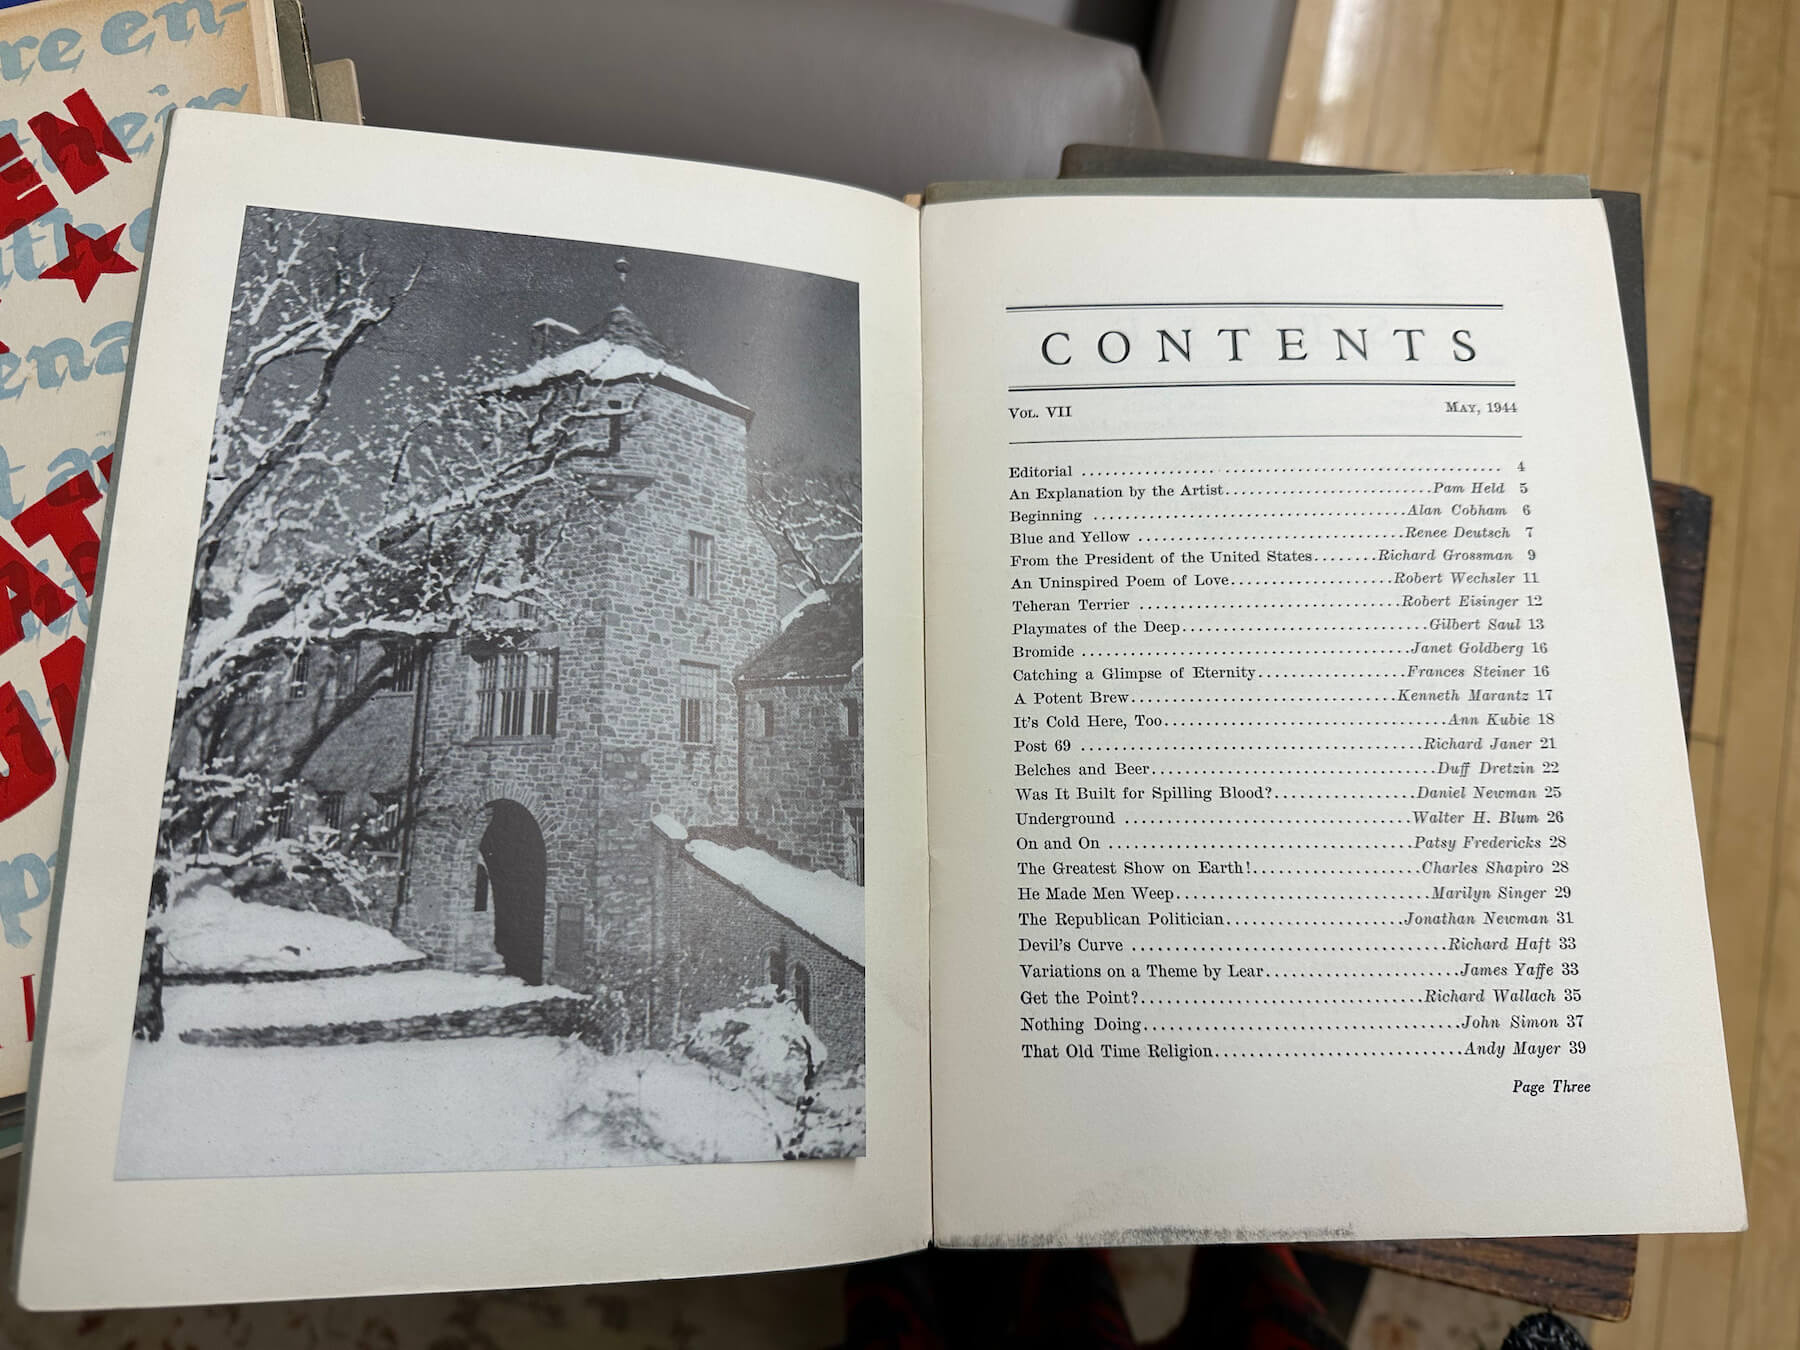 re en-
EN
CONTENTS
VOL. VII MAY, 1944
Editorial ........ 4
An Explanation by the Artist ........ Pam Held 5
Beginning ........ Alan Cobham 6
Blue and Yellow ........ Renee Deutsch 7
From the President of the United States ........ Richard Grossman 9
An Uninspired Poem of Love ........ Robert Wechsler 11
Teheran Terrier ........ Robert Eisinger 12
Playmates of the Deep ........ Gilbert Saul 13
Bromide ........ Janet Goldberg 16
Catching a Glimpse of Eternity ........ Frances Steiner 16
A Potent Brew ........ Kenneth Marantz 17
It's Cold Here, Too ........ Ann Kubie 18
Post 69 ........ Richard Janer 21
Belches and Beer ........ Duff Dretzin 22
Was It Built for Spilling Blood? ........ Daniel Newman 25
Underground ........ Walter H. Blum 26
On and On ........ Patsy Fredericks 28
The Greatest Show on Earth! ........ Charles Shapiro 28
He Made Men Weep ........ Marilyn Singer 29
The Republican Politician ........ Jonathan Newman 31
Devil's Curve ........ Richard Haft 33
Variations on a Theme by Lear ........ James Yaffe 33
Get the Point? ........ Richard Wallach 35
Nothing Doing ........ John Simon 37
That Old Time Religion ........ Andy Mayer 39
Page Three